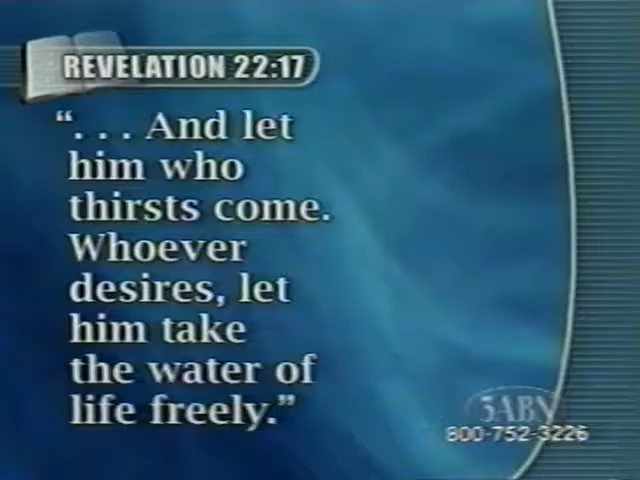 REVELATION 22:17
“. . . And let
him who
thirsts come.
Whoever
desires, let
him take
the water of
life freely.”
3ABN
800-752-3226